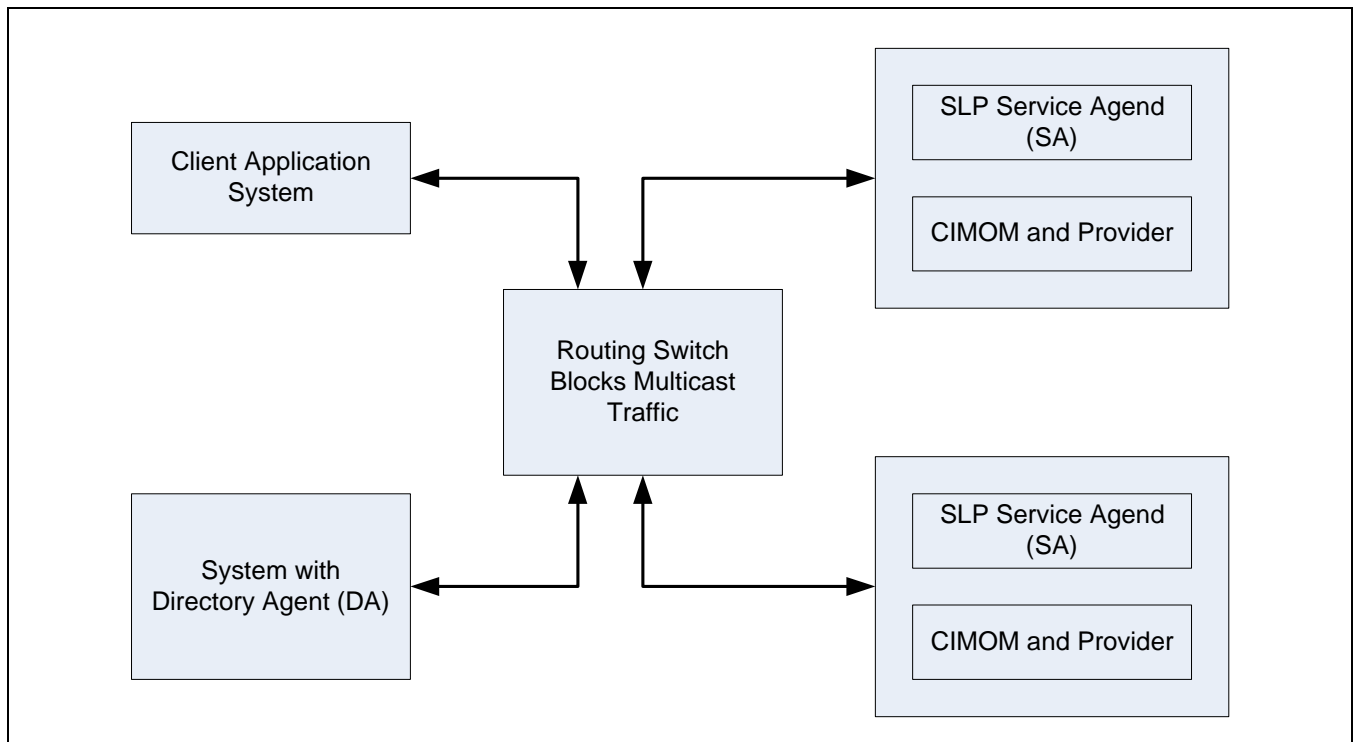 Client Application
System
SLP Service Agend
(SA)
CIMOM and Provider
Routing Switch
Blocks Multicast
Traffic
System with
Directory Agent (DA)
SLP Service Agend
(SA)
CIMOM and Provider